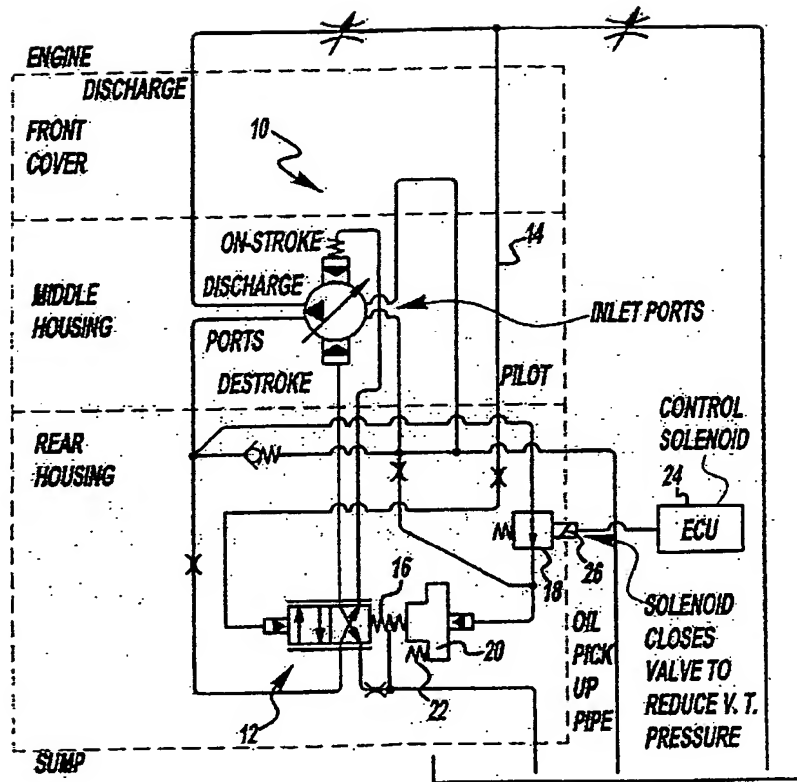 ENGINE
DISCHARGE
FRONT
COVER
10
ON-STROKE
14
MIDDLE
HOUSING
DISCHARGE
PORTS
INLET PORTS
DESTROKE
PILOT
REAR
HOUSING
CONTROL
SOLENOID
24
ECU
16
18
26
SOLENOID
CLOSES
VALVE TO
REDUCE V. T.
PRESSURE
OIL
PICK
UP
PIPE
20
22
12
SUMP